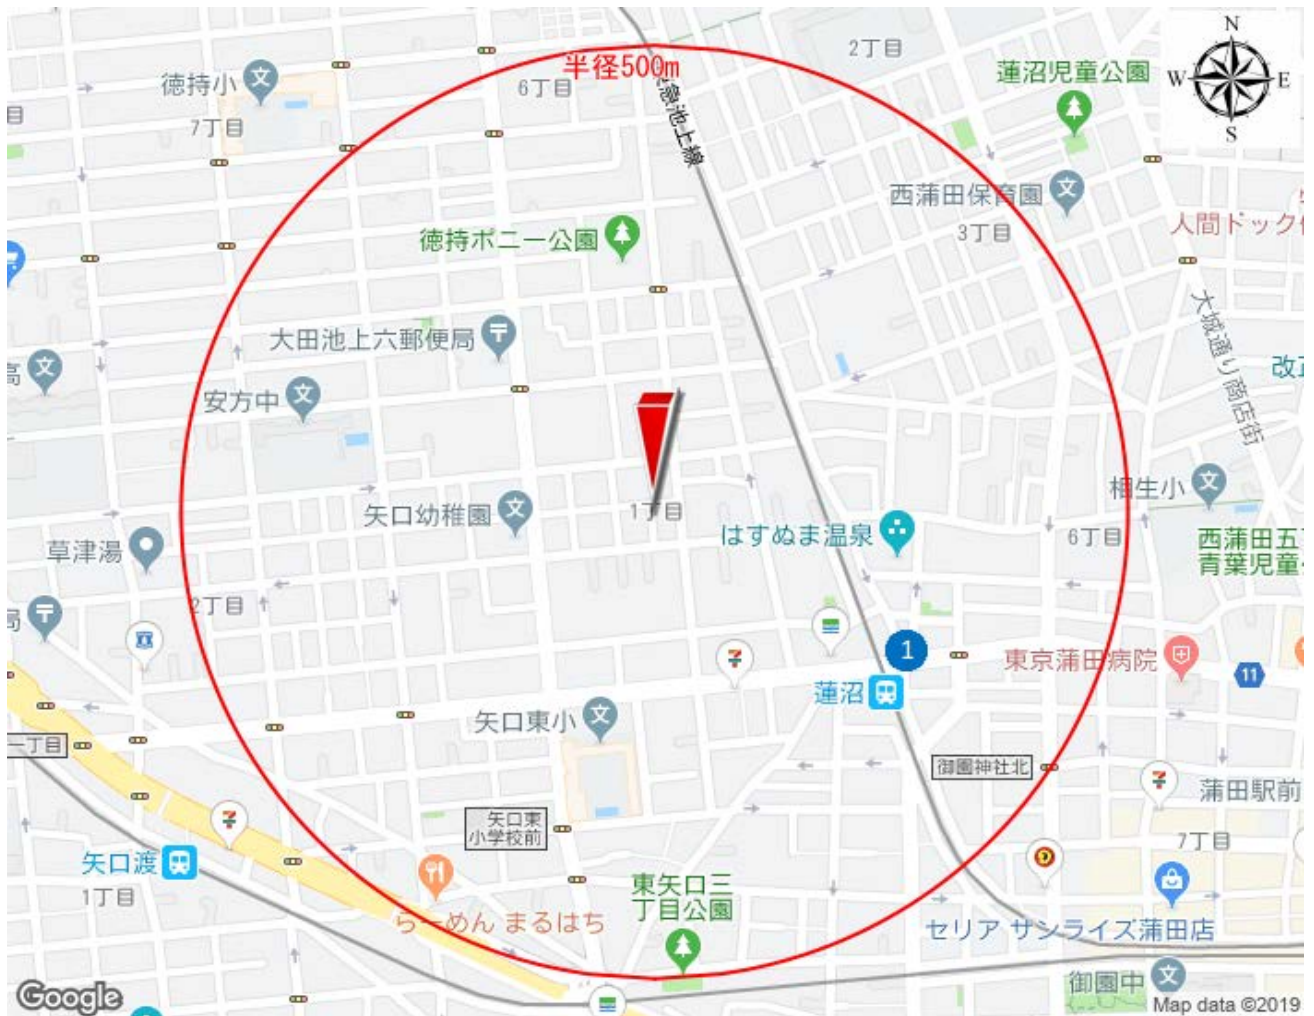 N
W
E
S
半径500m
2丁目
蓮沼児童公園
徳持小
6丁目
7丁目
急池上線
西蒲田保育園
3丁目
人間ドック
徳持ポニー公園
大城通り商店街
大田池上六郵便局
高
安方中
改正
相生小
矢口幼稚園
1丁目
はすぬま温泉
6丁目
草津湯
西蒲田五
青葉児童
局
2丁目
1
東京蒲田病院
11
蓮沼
矢口東小
一丁目
御園神社北
蒲田駅前
矢口東
小学校前
7丁目
矢口渡
1丁目
東矢口三
丁目公園
らーめん まるはち
セリア サンライズ蒲田店
御園中
Google
Map data ©2019